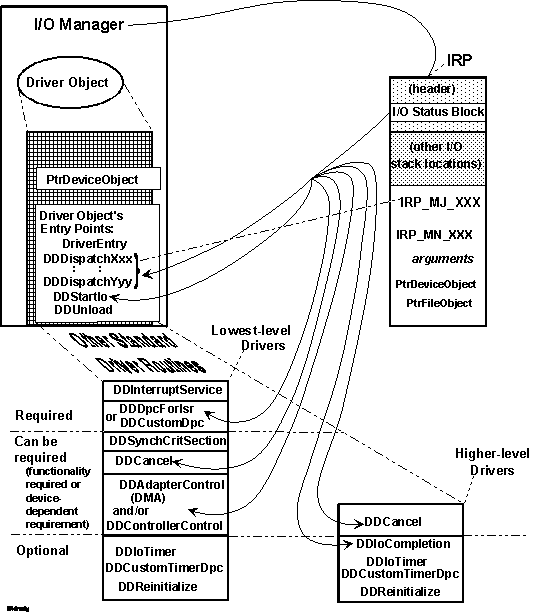 I/O Manager
Driver Object
PtrDeviceObject
Driver Object's
Entry Points:
DriverEntry
DDDispatchXxx
DDDispatchYyy
DDStartIo
DDUnload
IRP
(header)
I/O Status Block
(other I/O
stack locations)
IRP_MJ_XXX
IRP_MN_XXX
arguments
PtrDeviceObject
PtrFileObject
Other Standard
Driver Routines
Lowest-level
Drivers
DDInterruptService
Required
DDDpcForIsr
or DDCustomDpc
Can be
required
(functionality
required or
device-
dependent
requirement)
DDSynchCritSection
DDCancel
DDAdapterControl
(DMA)
and/or
DDControllerControl
Optional
DDIoTimer
DDCustomTimerDpc
DDReinitialize
Higher-level
Drivers
DDCancel
DDIoCompletion
DDIoTimer
DDCustomTimerDpc
DDReinitialize